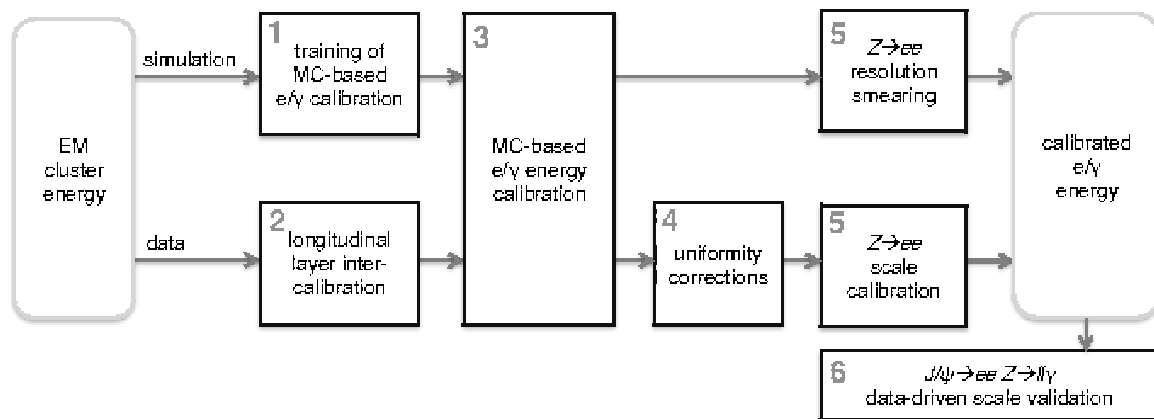 EM
cluster
energy
simulation
data
1
training of
MC-based
e/γ calibration
2
longitudinal
layer inter-
calibration
3
MC-based
e/γ energy
calibration
4
uniformity
corrections
5
Z→ee
resolution
smearing
5
Z→ee
scale
calibration
calibrated
e/γ
energy
6
J/ψ→ee Z→llγ
data-driven scale validation